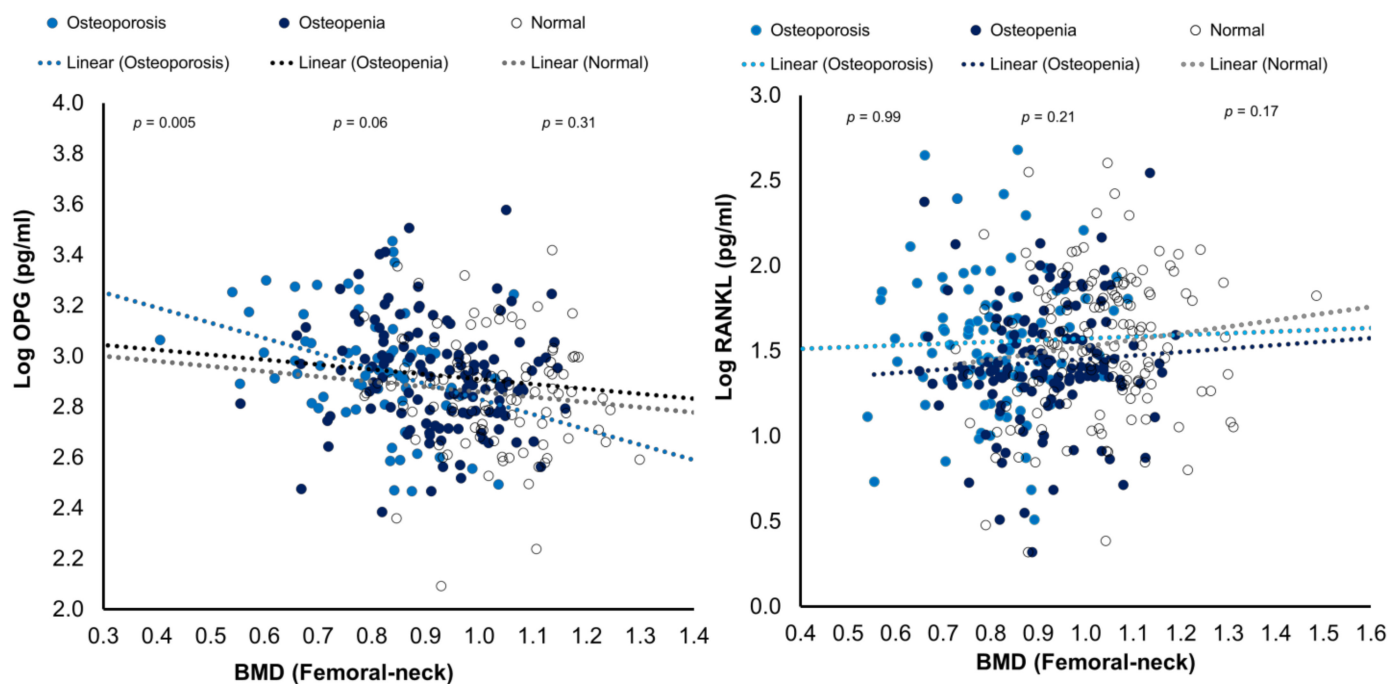 Osteoporosis Osteopenia Normal
Linear (Osteoporosis) Linear (Osteopenia) Linear (Normal)
p = 0.005 p = 0.06 p = 0.31
Log OPG (pg/ml)
4.0
3.8
3.6
3.4
3.2
3.0
2.8
2.6
2.4
2.2
2.0
0.3 0.4 0.5 0.6 0.7 0.8 0.9 1.0 1.1 1.2 1.3 1.4
BMD (Femoral-neck)
Osteoporosis Osteopenia Normal
Linear (Osteoporosis) Linear (Osteopenia) Linear (Normal)
p = 0.99 p = 0.21 p = 0.17
Log RANKL (pg/ml)
3.0
2.5
2.0
1.5
1.0
0.5
0.0
0.4 0.5 0.6 0.7 0.8 0.9 1.0 1.1 1.2 1.3 1.4 1.5 1.6
BMD (Femoral-neck)